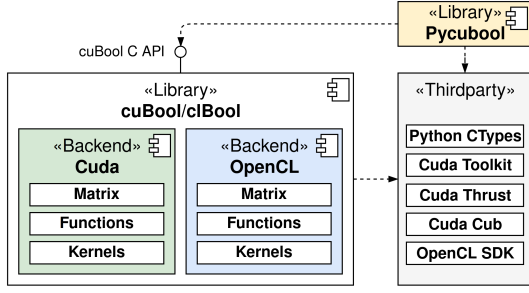 «Library»
Pycubool
cuBool C API
«Library»
cuBool/clBool
«Backend»
Cuda
Matrix
Functions
Kernels
«Backend»
OpenCL
Matrix
Functions
Kernels
«Thirdparty»
Python CTypes
Cuda Toolkit
Cuda Thrust
Cuda Cub
OpenCL SDK